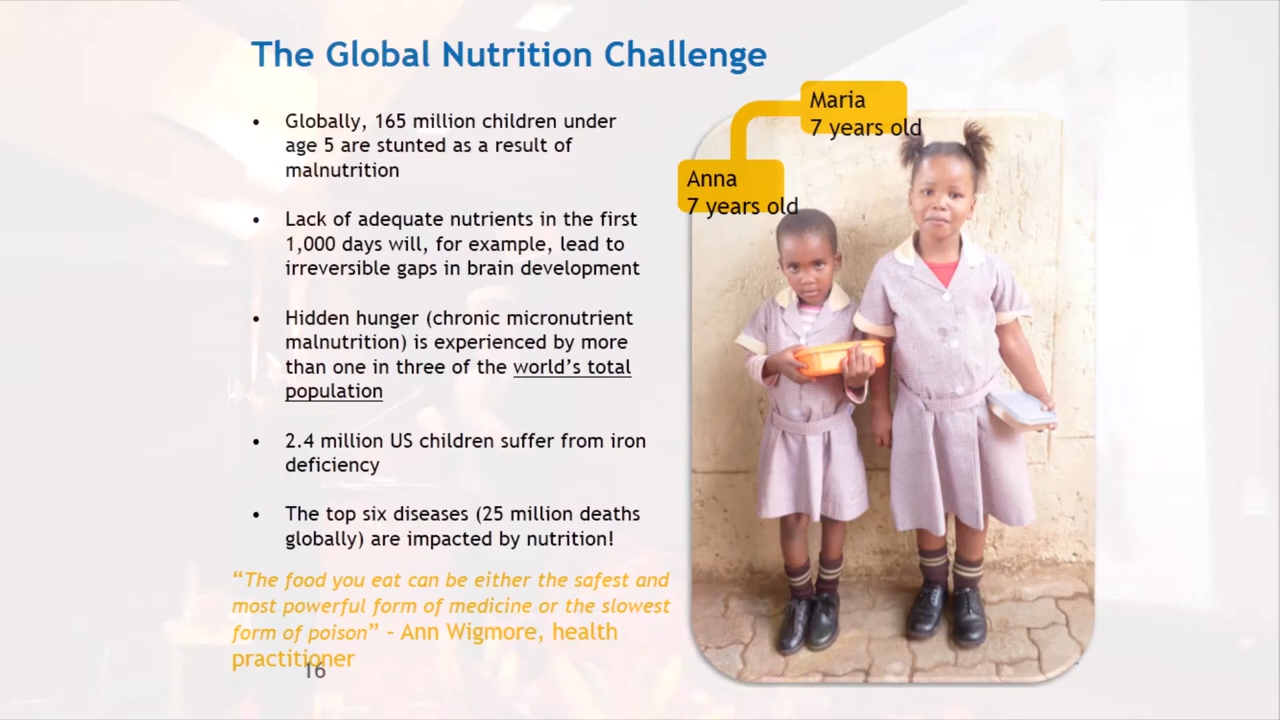 The Global Nutrition Challenge
• Globally, 165 million children under
age 5 are stunted as a result of
malnutrition
• Lack of adequate nutrients in the first
1,000 days will, for example, lead to
irreversible gaps in brain development
• Hidden hunger (chronic micronutrient
malnutrition) is experienced by more
than one in three of the world's total
population
• 2.4 million US children suffer from iron
deficiency
• The top six diseases (25 million deaths
globally) are impacted by nutrition!
“The food you eat can be either the safest and
most powerful form of medicine or the slowest
form of poison” – Ann Wigmore, health
practitioner
16
Maria
7 years old
Anna
7 years old